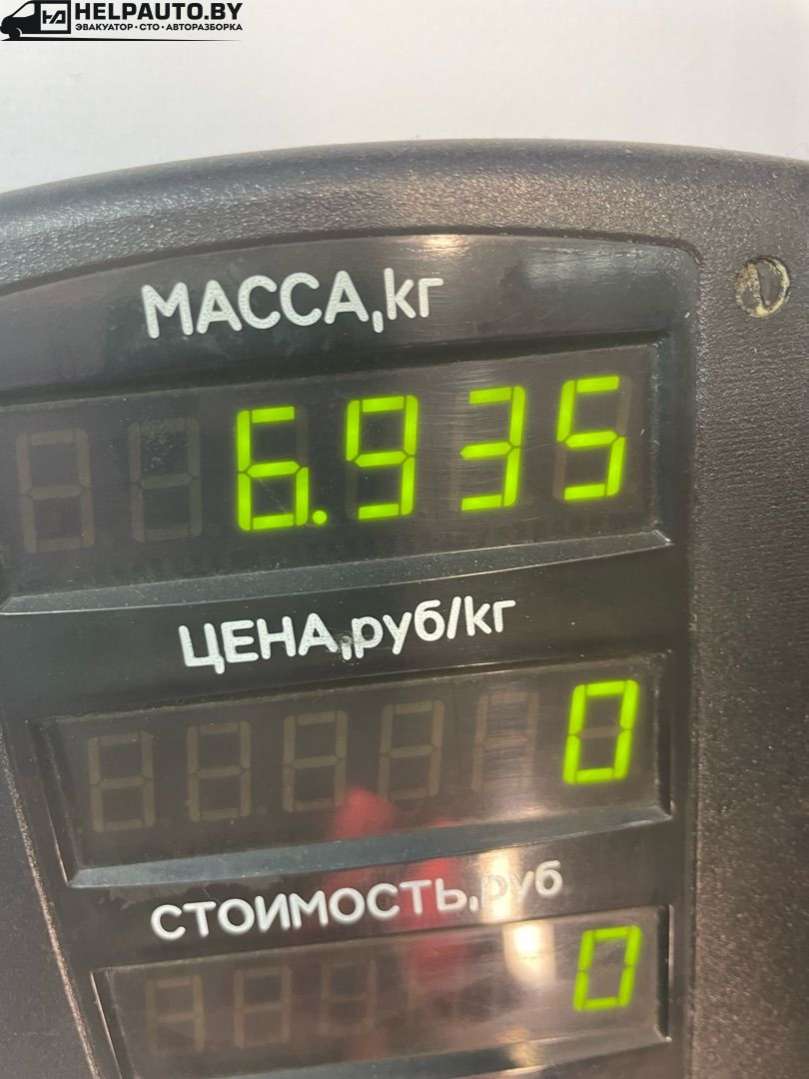 HELPAUTO.BY
ЭВАКУАТОР • СТО • АВТОРАЗБОРКА
МАССА,кг
6.935
ЦЕНА,руб/кг
0
СТОИМОСТЬ,руб
0